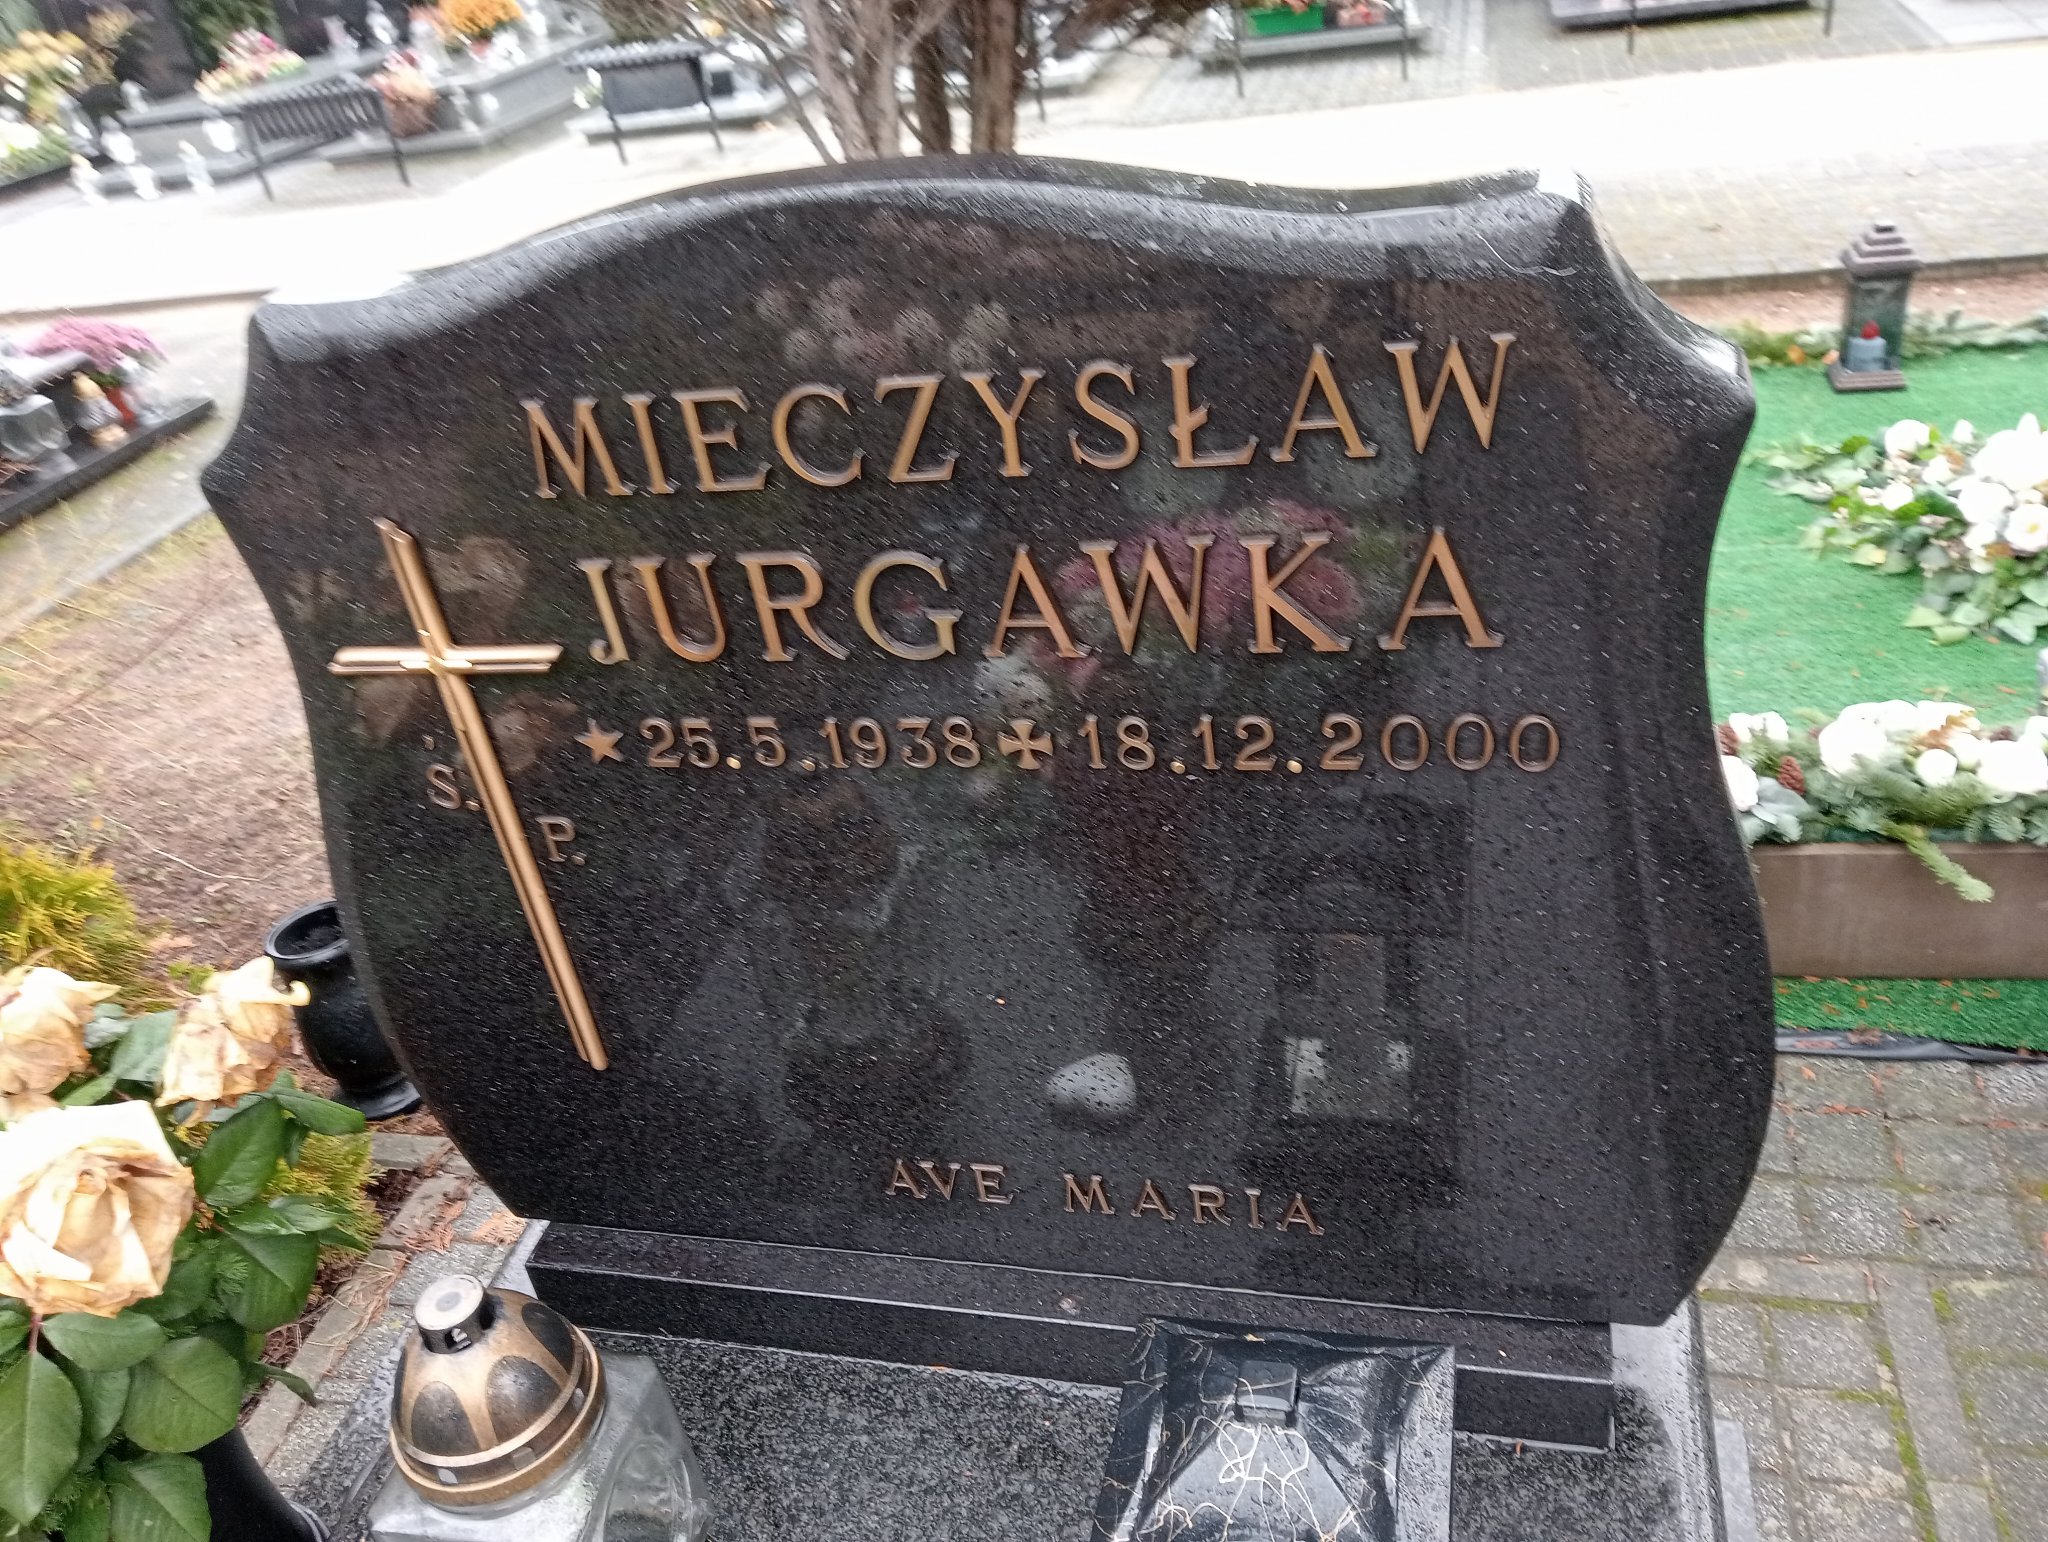 MIECZYSŁAW
JURGAWKA
★ 25.5.1938 ✠ 18.12.2000
Ś.
P.
AVE MARIA